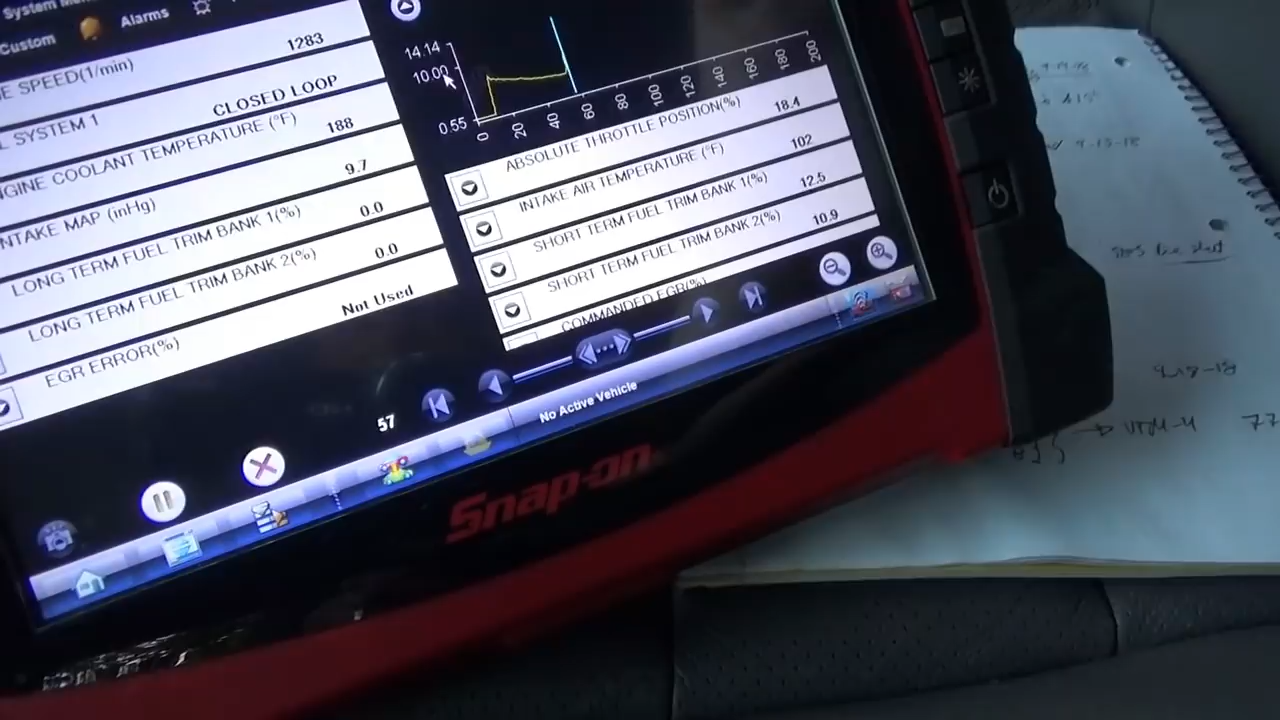 System M
Custom
Alarms
E SPEED(1/min)
1283
L SYSTEM 1
CLOSED LOOP
NGINE COOLANT TEMPERATURE (°F)
188
NTAKE MAP (inHg)
9.7
LONG TERM FUEL TRIM BANK 1(%)
0.0
LONG TERM FUEL TRIM BANK 2(%)
0.0
EGR ERROR(%)
Not Used
14.14
10.00
0.55
0 20 40 60 80 100 120 140 160 180 200
ABSOLUTE THROTTLE POSITION(%)
18.4
INTAKE AIR TEMPERATURE (°F)
102
SHORT TERM FUEL TRIM BANK 1(%)
12.5
SHORT TERM FUEL TRIM BANK 2(%)
10.9
COMMANDED EGR(%)
57
No Active Vehicle
Snap-on